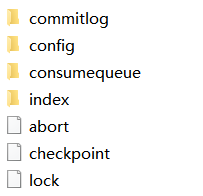 commitlog
config
consumequeue
index
abort
checkpoint
lock